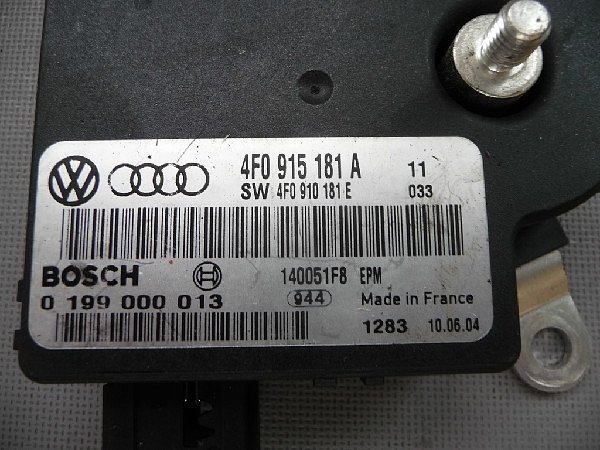 4F0 915 181 A 11
SW 4F0 910 181 E 033
BOSCH 140051F8 EPM
0 199 000 013 944 Made in France
1283 10.06.04